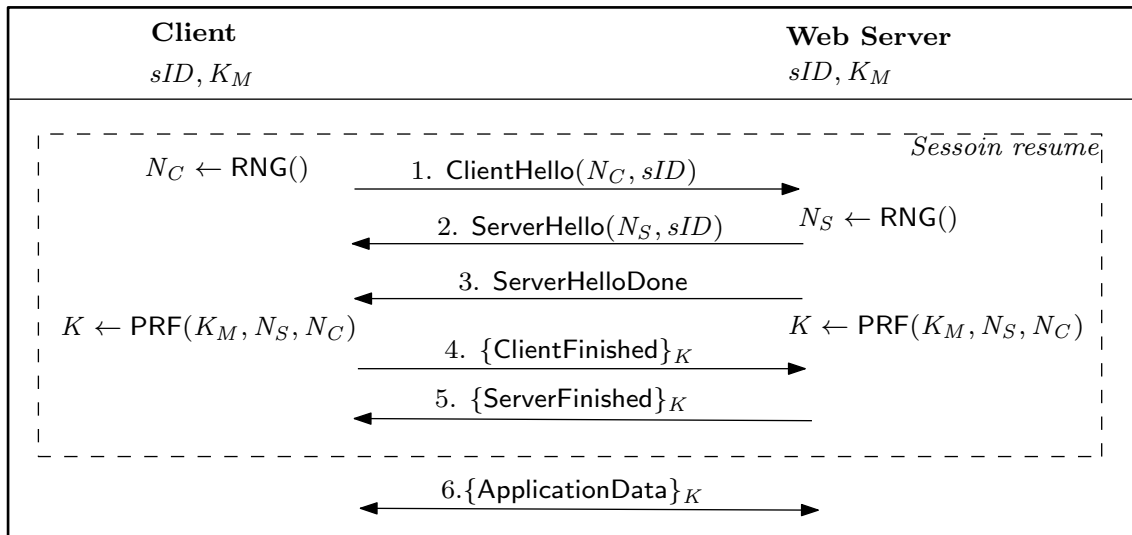 Client Web Server
sID, K_M sID, K_M
Sessoin resume
N_C ← RNG() 1. ClientHello(N_C, sID)
2. ServerHello(N_S, sID) N_S ← RNG()
3. ServerHelloDone
K ← PRF(K_M, N_S, N_C) K ← PRF(K_M, N_S, N_C)
4. {ClientFinished}_K
5. {ServerFinished}_K
6.{ApplicationData}_K